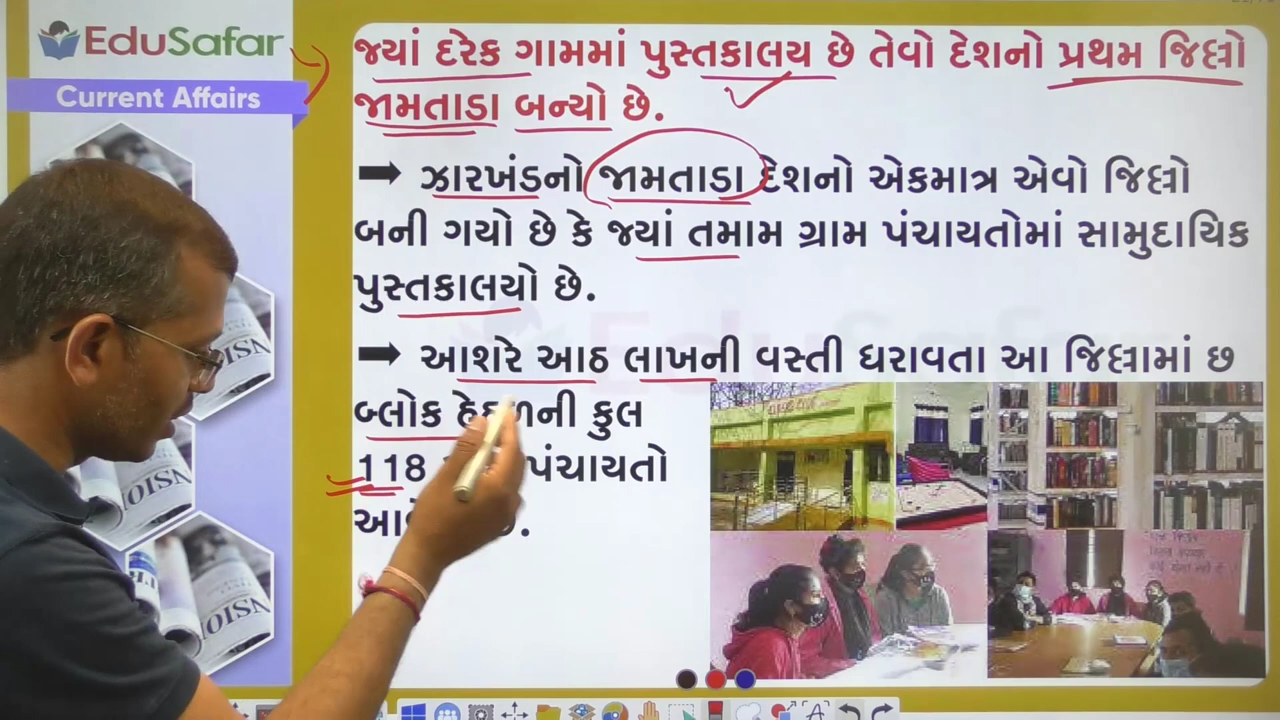 EduSafar
Current Affairs
જ્યાં દરેક ગામમાં પુસ્તકાલય છે તેવો દેશનો પ્રથમ જિલ્લો
જામતાડા બન્યો છે.
➡ ઝારખંડનો જામતાડા દેશનો એકમાત્ર એવો જિલ્લો
બની ગયો છે કે જ્યાં તમામ ગ્રામ પંચાયતોમાં સામુદાયિક
પુસ્તકાલયો છે.
➡ આશરે આઠ લાખની વસ્તી ધરાવતા આ જિલ્લામાં છ
બ્લોક હેઠળની કુલ
118 પંચાયતો